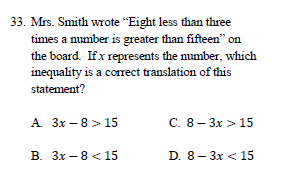 33. Mrs. Smith wrote “Eight less than three
times a number is greater than fifteen” on
the board.  If x represents the number, which
inequality is a correct translation of this
statement?
A.  3x – 8 > 15
C.  8 – 3x > 15
B.  3x – 8 < 15
D.  8 – 3x < 15